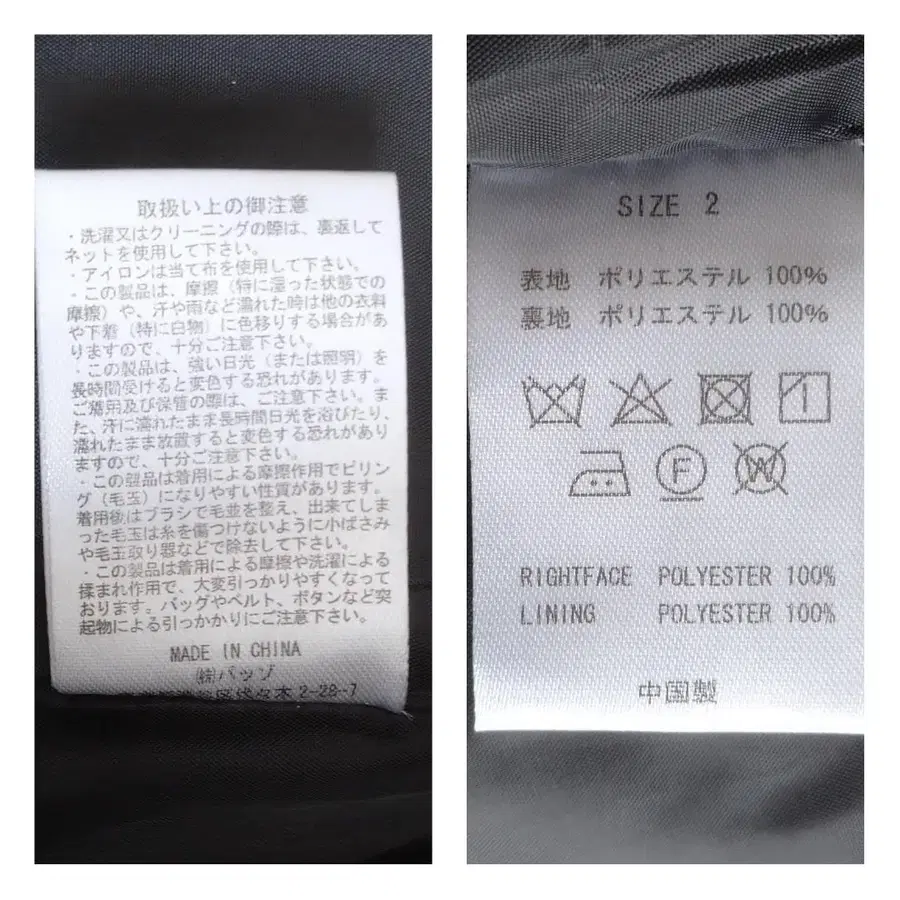 取扱い上の御注意
・洗濯又はクリーニングの際は、裏返して
ネットを使用して下さい。
・アイロンは当て布を使用して下さい。
・この製品は、摩擦（特に湿った状態での
摩擦）や、汗や雨など濡れた時は他の衣料
や下着（特に白物）に色移りする場合があ
りますので、十分ご注意下さい。
・この製品は、強い日光（または照明）を
長時間受けると変色する恐れがあります。
ご着用及び保管の際は、ご注意下さい。ま
た、汗に濡れたまま長時間日光を浴びたり、
濡れたまま放置すると変色する恐れがあり
ますので、十分ご注意下さい。
・この製品は着用による摩擦作用でピリン
グ（毛玉）になりやすい性質があります。
着用後はブラシで毛並を整え、出来てしま
った毛玉は糸を傷つけないように小ばさみ
や毛玉取り器などで除去して下さい。
・この製品は着用による摩擦や洗濯による
揉まれ作用で、大変引っかかりやすくなって
おります。バッグやベルト、ボタンなど突
起物による引っかかりにご注意下さい。
MADE IN CHINA
㈱バッゾ
区代々木2-28-7
SIZE 2
表地 ポリエステル 100%
裏地 ポリエステル 100%
1
F
W
RIGHTFACE POLYESTER 100%
LINING POLYESTER 100%
中国製